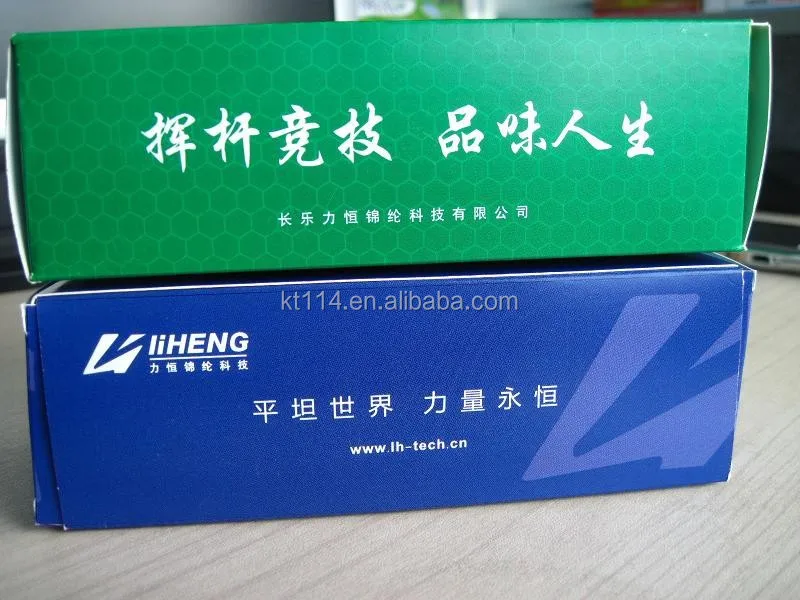 挥杆竞技 品味人生
长乐力恒锦纶科技有限公司
kt114.en.alibaba.com
liHENG
力恒锦纶科技
平坦世界 力量永恒
www.lh-tech.cn